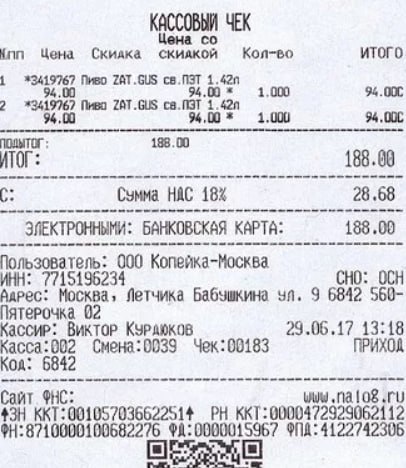 КАССОВЫЙ ЧЕК
Цена со
N.пп Цена Скидка скидкой Кол-во ИТОГО
1 *3419767 Пиво ZAT.GUS св.ПЭТ 1.42л
94.00 94.00 * 1.000 94.00С
2 *3419767 Пиво ZAT.GUS св.ПЭТ 1.42л
94.00 94.00 * 1.000 94.00С
ПОДЫТОГ: 188.00
ИТОГ: 188.00
С: Сумма НДС 18% 28.68
ЭЛЕКТРОННЫМИ: БАНКОВСКАЯ КАРТА: 188.00
Пользователь: ООО Копейка-Москва
ИНН: 7715196234 СНО: ОСН
Адрес: Москва, Летчика Бабушкина ул. 9 6842 560-
Пятерочка 02
Кассир: Виктор Курдюков 29.06.17 13:18
Касса:002 Смена:0039 Чек:00183 ПРИХОД
Код: 6842
Сайт ФНС: www.nalog.ru
↑ЗН ККТ:00105703662251↑ РН ККТ:0000472929062112
ФН:8710000100682276 ФД:0000015967 ФПД:4122742306